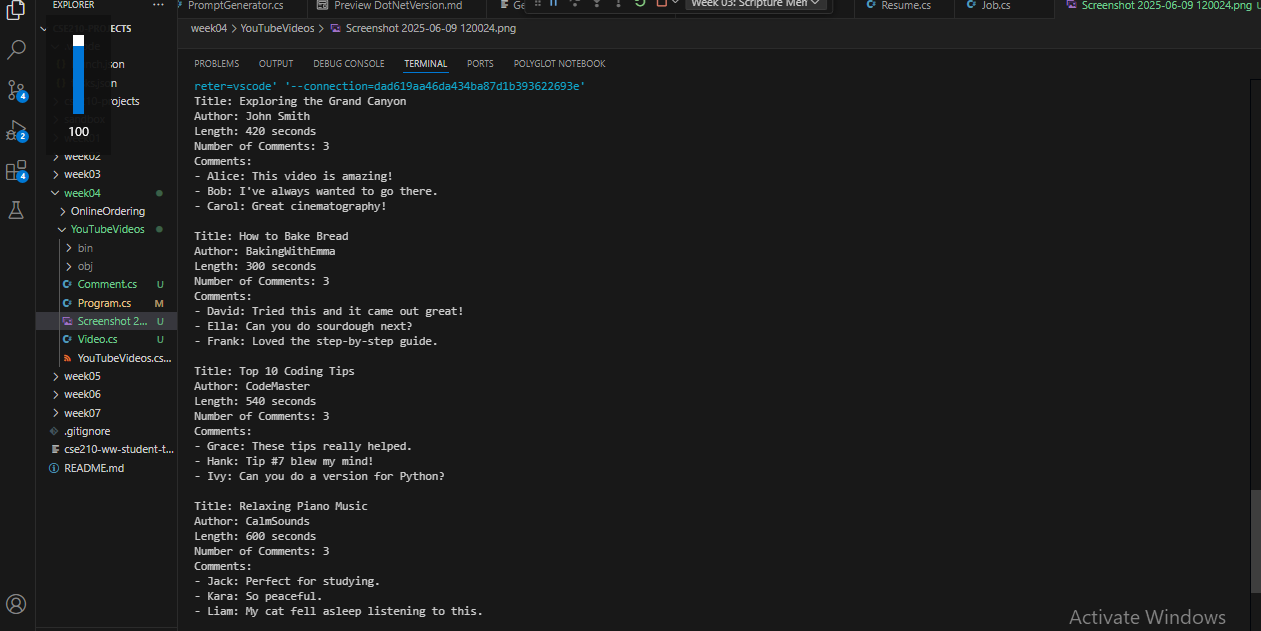 EXPLORER
PromptGenerator.cs
Preview DotNetVersion.md
Ge
Week 03: Scripture Mem
Resume.cs
Job.cs
Screenshot 2025-06-09 120024.png U
week04 > YouTubeVideos > Screenshot 2025-06-09 120024.png
PROBLEMS OUTPUT DEBUG CONSOLE TERMINAL PORTS POLYGLOT NOTEBOOK
100
week02
week03
week04
OnlineOrdering
YouTubeVideos
bin
obj
Comment.cs U
Program.cs M
Screenshot 2... U
Video.cs U
YouTubeVideos.cs...
week05
week06
week07
.gitignore
cse210-ww-student-t...
README.md
4
2
4
reter=vscode' '--connection=dad619aa46da434ba87d1b393622693e'
Title: Exploring the Grand Canyon
Author: John Smith
Length: 420 seconds
Number of Comments: 3
Comments:
- Alice: This video is amazing!
- Bob: I've always wanted to go there.
- Carol: Great cinematography!
Title: How to Bake Bread
Author: BakingWithEmma
Length: 300 seconds
Number of Comments: 3
Comments:
- David: Tried this and it came out great!
- Ella: Can you do sourdough next?
- Frank: Loved the step-by-step guide.
Title: Top 10 Coding Tips
Author: CodeMaster
Length: 540 seconds
Number of Comments: 3
Comments:
- Grace: These tips really helped.
- Hank: Tip #7 blew my mind!
- Ivy: Can you do a version for Python?
Title: Relaxing Piano Music
Author: CalmSounds
Length: 600 seconds
Number of Comments: 3
Comments:
- Jack: Perfect for studying.
- Kara: So peaceful.
- Liam: My cat fell asleep listening to this.
Activate Windows